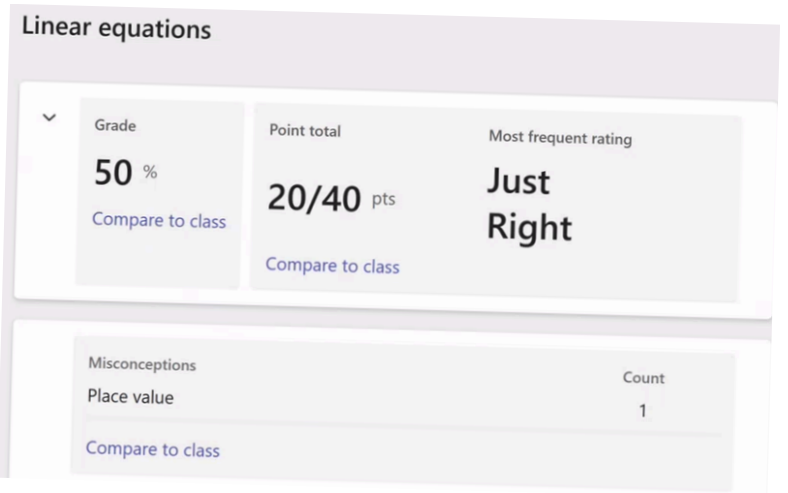 Linear equations
Grade
50 %
Compare to class
Point total
20/40 pts
Compare to class
Most frequent rating
Just
Right
Misconceptions
Count
Place value
1
Compare to class